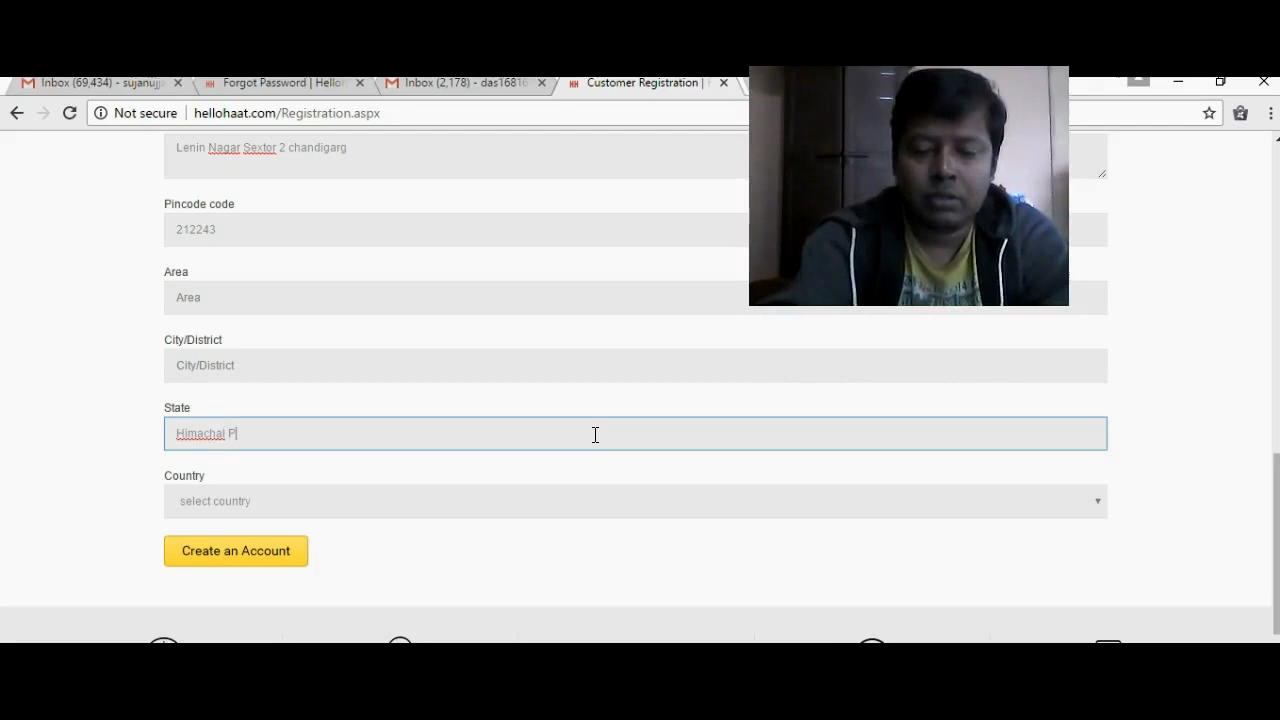 Inbox (69,434) - sujanujj
Forgot Password | Hello
Inbox (2,178) - das16816
Customer Registration |
Not secure
hellohaat.com/Registration.aspx
Lenin Nagar Sextor 2 chandigarg
Pincode code
212243
Area
Area
City/District
City/District
State
Himachal P
Country
select country
Create an Account